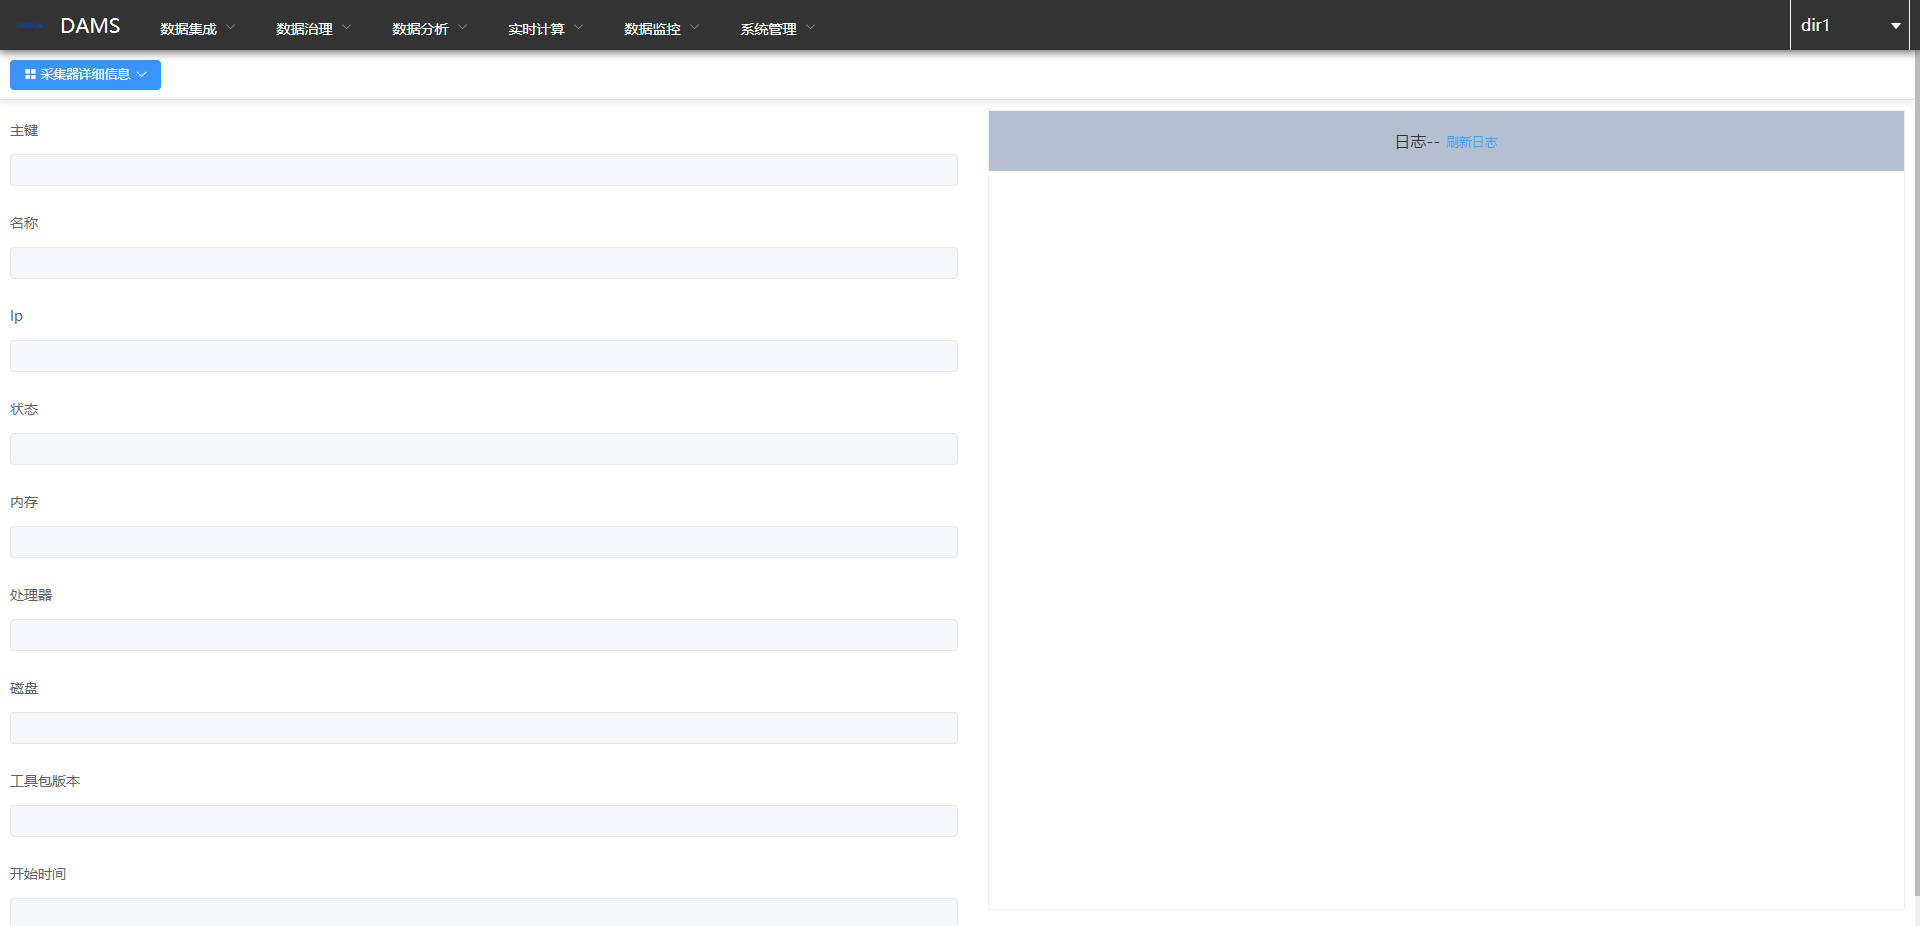 DAMS 数据集成 数据治理 数据分析 实时计算 数据监控 系统管理 dir1
采集器详细信息
主键
名称
Ip
状态
内存
处理器
磁盘
工具包版本
开始时间
日志-- 刷新日志